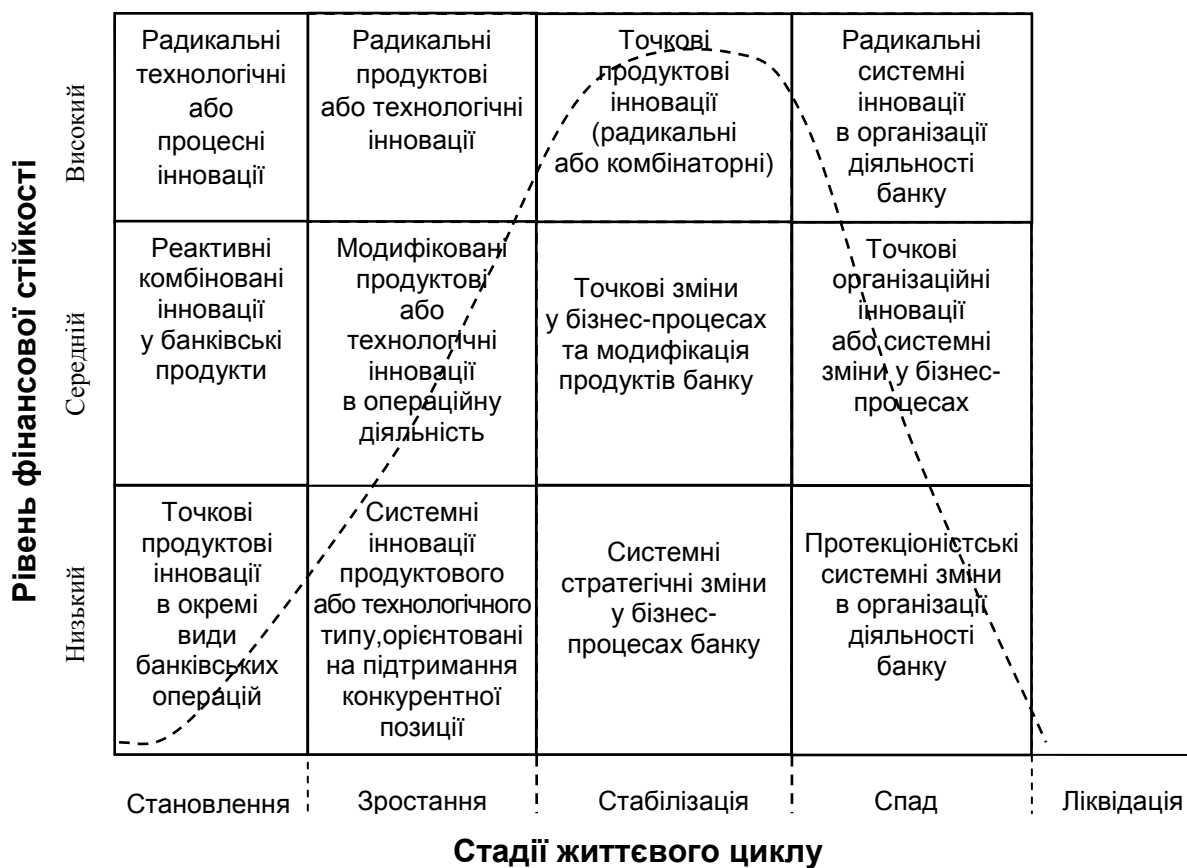 Рівень фінансової стійкості
Високий
Радикальні
технологічні
або
процесні
інновації
Радикальні
продуктові
або технологічні
інновації
Точкові
продуктові
інновації
(радикальні
або комбінаторні)
Радикальні
системні
інновації
в організації
діяльності
банку
Середній
Реактивні
комбіновані
інновації
у банківські
продукти
Модифіковані
продуктові
або
технологічні
інновації
в операційну
діяльність
Точкові зміни
у бізнес-процесах
та модифікація
продуктів банку
Точкові
організаційні
інновації
або системні
зміни у бізнес-
процесах
Низький
Точкові
продуктові
інновації
в окремі
види
банківських
операцій
Системні
інновації
продуктового
або технологічного
типу,орієнтовані
на підтримання
конкурентної
позиції
Системні
стратегічні зміни
у бізнес-
процесах банку
Протекціоністські
системні зміни
в організації
діяльності
банку
Становлення
Зростання
Стабілізація
Спад
Ліквідація
Стадії життєвого циклу